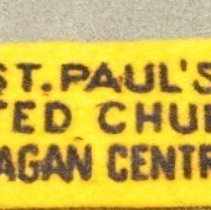 ST. PAUL'S
TED CHU
AGAN CENTR